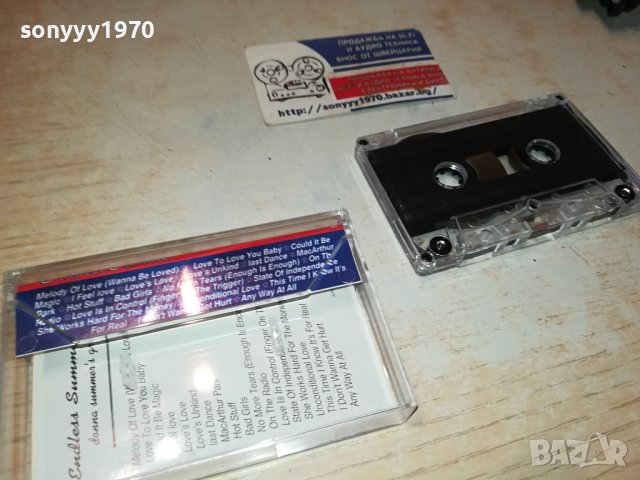 sonyyy1970
ПРОДАЖБА НА HI-FI
И АУДИО ТЕХНИКА
ВНОС ОТ ШВЕЙЦАРИЯ
http://sonyyy1970.bazar.bg/
Melody Of Love (Wanna Be Loved) Love To Love You Baby Could It Be
Magic I Feel love Love's Love Love's Unkind last Dance MacArthur
Park Hot Stuff Bad Girls No More Tears (Enough Is Enough) On The
Radio Love Is In Control (Finger The Trigger) State Of Independence
She Works Hard For The Money Unconditional Love This Time I Know It's
For Real I Don't Wanna Get Hurt Any Way At All
Endless Summer
donna summer's
Melody Of Love
Love To Love You Baby
Could It Be Magic
I Feel love
Love's Love
Love's Unkind
last Dance
MacArthur Park
Hot Stuff
Bad Girls
No More Tears (Enough Is
On The Radio
Love Is In Control (Finger On
State Of Independence
She Works Hard For The Money
Unconditional Love
This Time I Know It's For Real
I Don't Wanna Get Hurt
Any Way At All
BAZAR